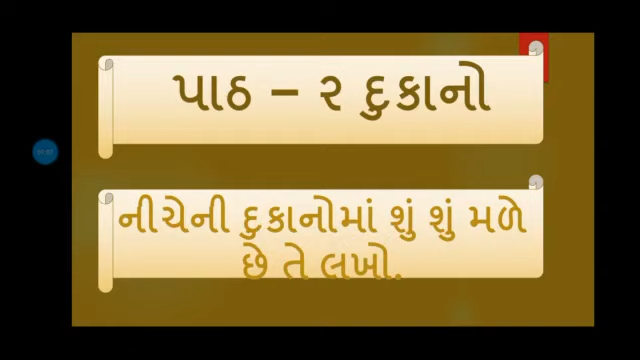 પાઠ – ૨ દુકાનો
નીચેની દુકાનોમાં શું શું મળે
છે તે લખો.